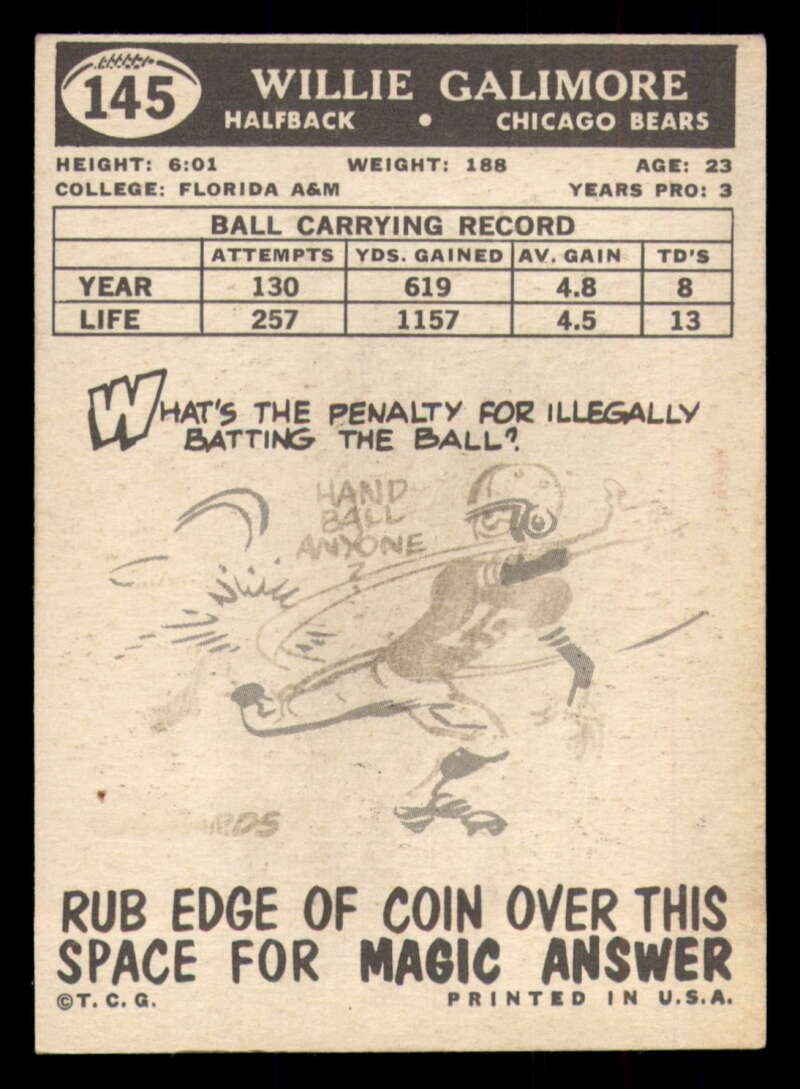 145
WILLIE GALIMORE
HALFBACK • CHICAGO BEARS
HEIGHT: 6:01 WEIGHT: 188 AGE: 23
COLLEGE: FLORIDA A&M YEARS PRO: 3
BALL CARRYING RECORD
ATTEMPTS YDS. GAINED AV. GAIN TD'S
YEAR 130 619 4.8 8
LIFE 257 1157 4.5 13
WHAT'S THE PENALTY FOR ILLEGALLY
BATTING THE BALL?
HAND
BALL
ANYONE
?
RUB EDGE OF COIN OVER THIS
SPACE FOR MAGIC ANSWER
©T. C. G. PRINTED IN U.S.A.